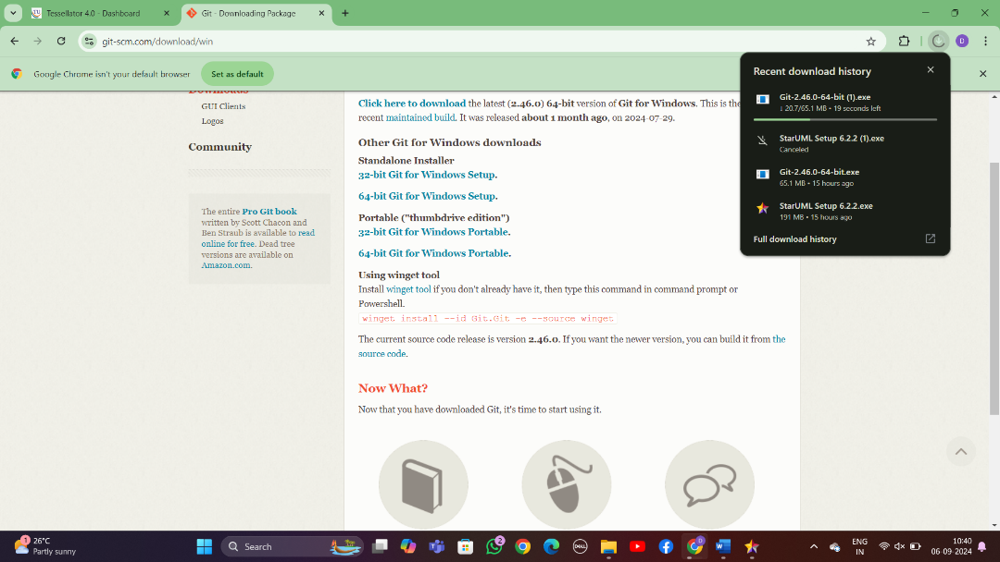 Tessellator 4.0 - Dashboard
Git - Downloading Package
git-scm.com/download/win
D
Google Chrome isn't your default browser
Set as default
Recent download history
Git-2.46.0-64-bit (1).exe
↓ 20.7/65.1 MB • 19 seconds left
StarUML Setup 6.2.2 (1).exe
Canceled
Git-2.46.0-64-bit.exe
65.1 MB • 15 hours ago
StarUML Setup 6.2.2.exe
191 MB • 15 hours ago
Full download history
Downloads
GUI Clients
Logos
Community
The entire Pro Git book
written by Scott Chacon and
Ben Straub is available to read
online for free. Dead tree
versions are available on
Amazon.com.
Click here to download the latest (2.46.0) 64-bit version of Git for Windows. This is the
recent maintained build. It was released about 1 month ago, on 2024-07-29.
Other Git for Windows downloads
Standalone Installer
32-bit Git for Windows Setup.
64-bit Git for Windows Setup.
Portable ("thumbdrive edition")
32-bit Git for Windows Portable.
64-bit Git for Windows Portable.
Using winget tool
Install winget tool if you don't already have it, then type this command in command prompt or
Powershell.
winget install --id Git.Git -e --source winget
The current source code release is version 2.46.0. If you want the newer version, you can build it from the
source code.
Now What?
Now that you have downloaded Git, it's time to start using it.
1
26°C
Partly sunny
Search
2
DELL
D
ENG
IN
10:40
06-09-2024